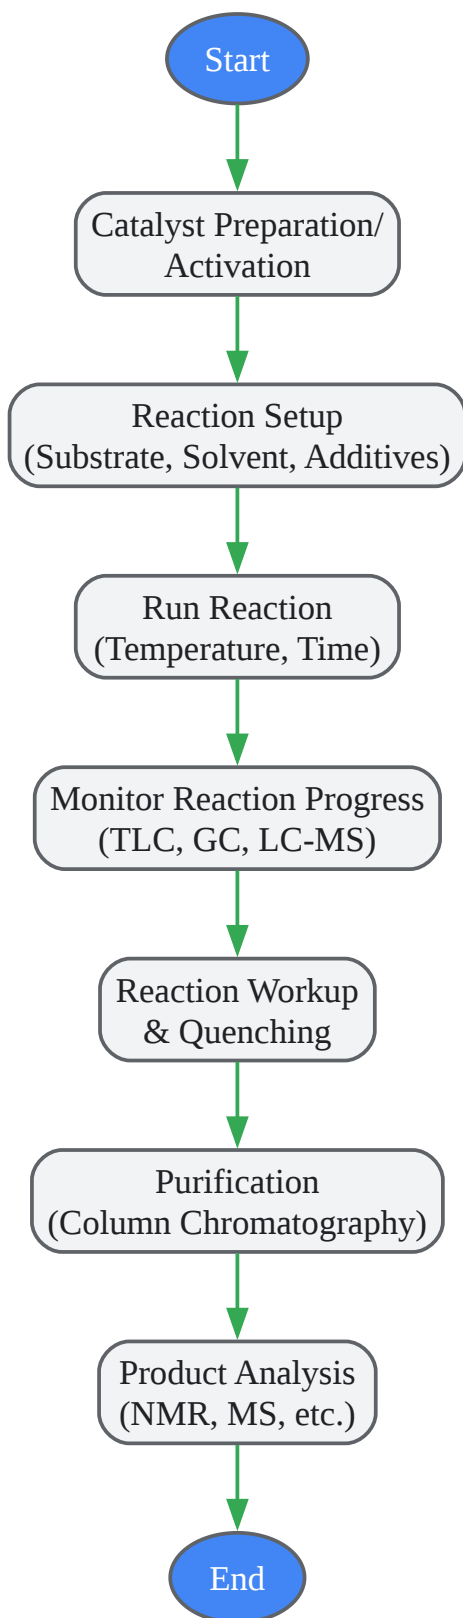 Start
Catalyst Preparation/
Activation
Reaction Setup
(Substrate, Solvent, Additives)
Run Reaction
(Temperature, Time)
Monitor Reaction Progress
(TLC, GC, LC-MS)
Reaction Workup
& Quenching
Purification
(Column Chromatography)
Product Analysis
(NMR, MS, etc.)
End